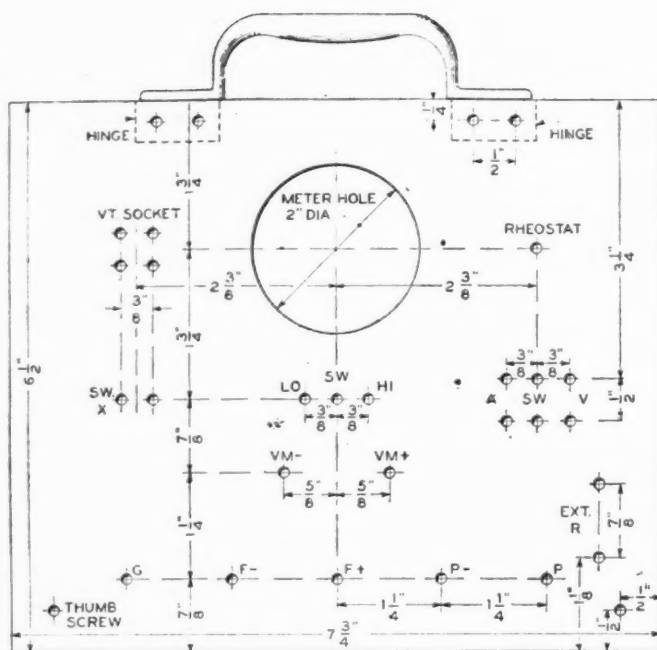 1"
4
HINGE
1"
2
HINGE
1 3"
4
VT SOCKET
METER HOLE
2" DIA
RHEOSTAT
3 1"
4
2 3"
8
2 3"
8
3"
8
6 1"
2
1 3"
4
3"
8
3"
8
SW
X
LO
SW
HI
A
SW
V
1"
2
3"
8
3"
8
7"
8
VM-
VM+
5"
8
5"
8
EXT.
R
7"
8
1 1"
4
G
F-
F+
P-
P
1 1"
4
1 1"
4
7"
8
1 1"
8
1"
2
THUMB
SCREW
7 3"
4
1"
2